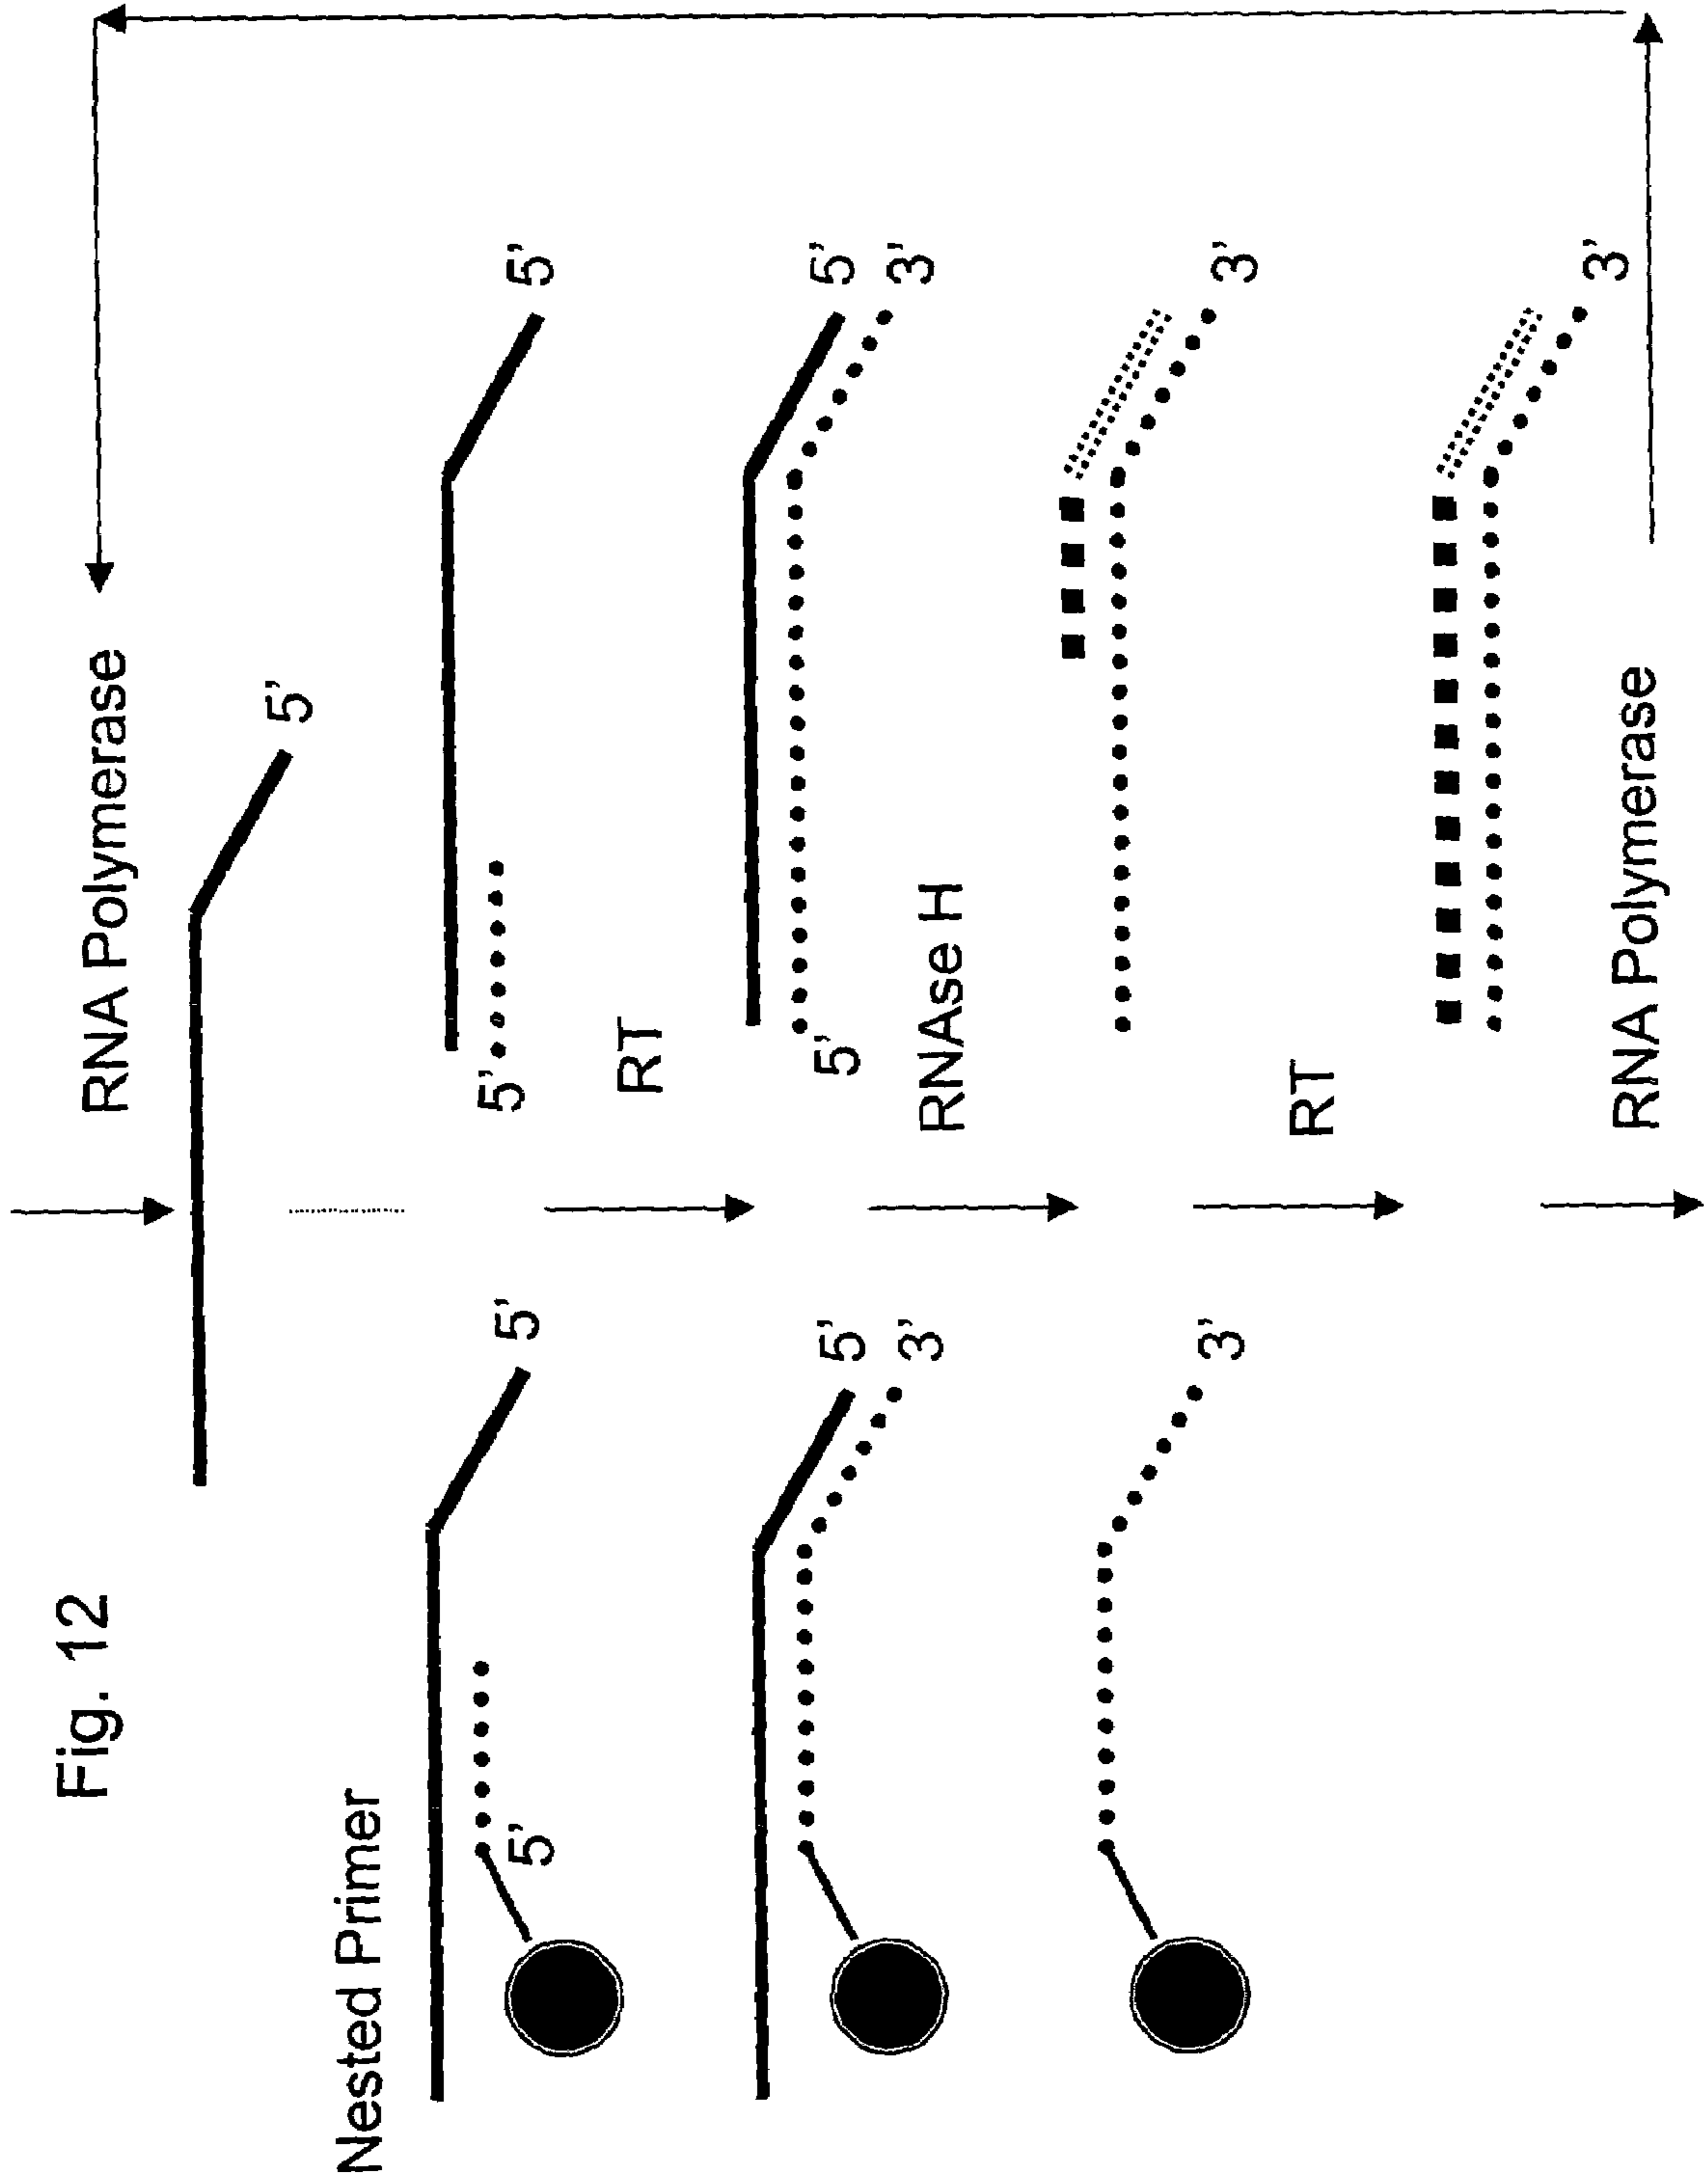 Fig. 12
RNA Polymerase
5'
Nested Primer
5'
5'
5'
5'
RT
5'
3'
5'
5'
3'
RNAse H
3'
3'
RT
3'
RNA Polymerase